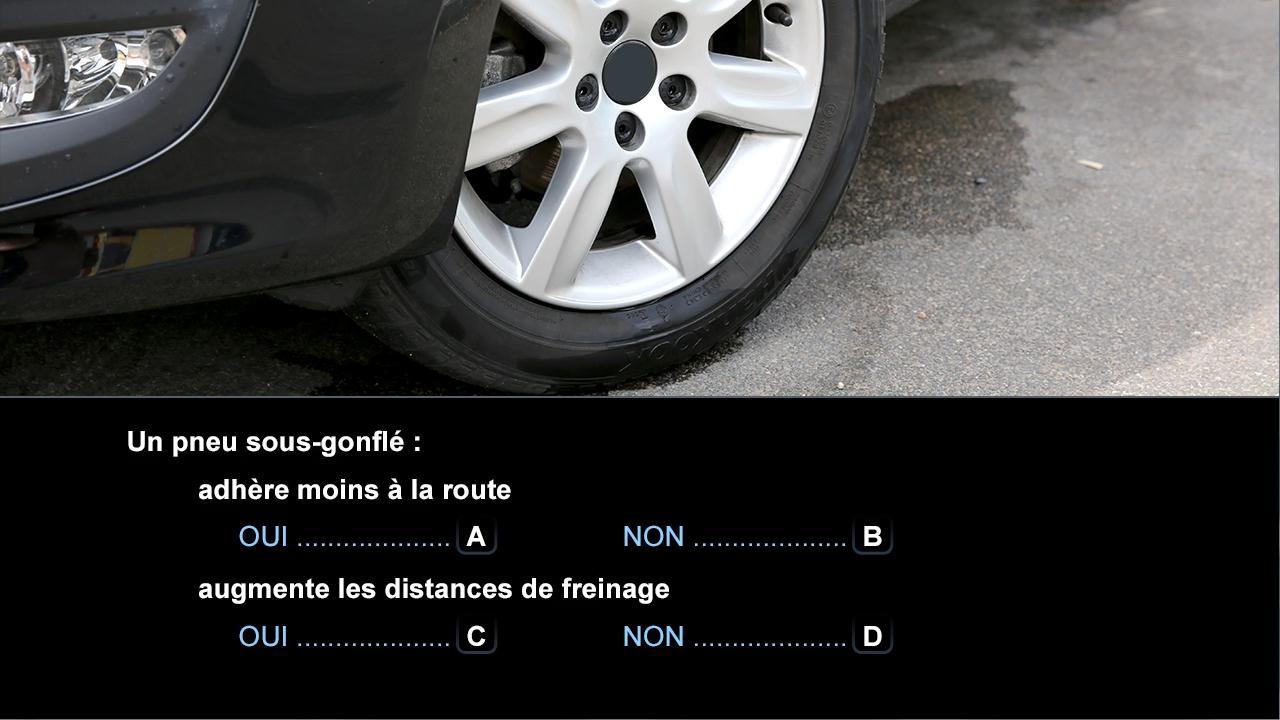 Un pneu sous-gonflé :
adhère moins à la route
OUI .................... A NON .................... B
augmente les distances de freinage
OUI .................... C NON .................... D